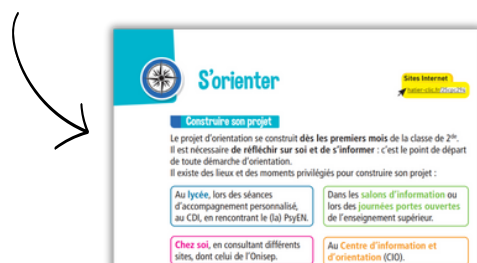 S'orienter
Sites Internet
Construire son projet
Le projet d'orientation se construit dès les premiers mois de la classe de 2de.
Il est nécessaire de réfléchir sur soi et de s'informer : c'est le point de départ
de toute démarche d'orientation.
Il existe des lieux et des moments privilégiés pour construire son projet :
Au lycée, lors des séances
d'accompagnement personnalisé,
au CDI, en rencontrant le (la) PsyEN.
Dans les salons d'information ou
lors des journées portes ouvertes
de l'enseignement supérieur.
Chez soi, en consultant différents
sites, dont celui de l'Onisep.
Au Centre d'information et
d'orientation (CIO).